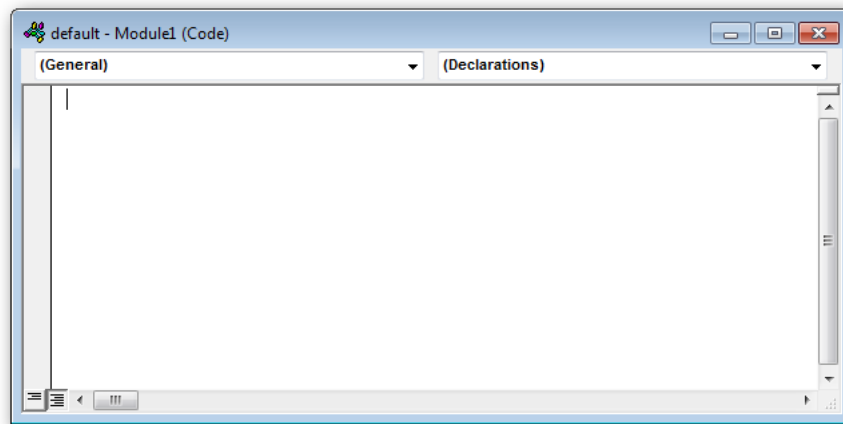 default - Module1 (Code)
(General) (Declarations)